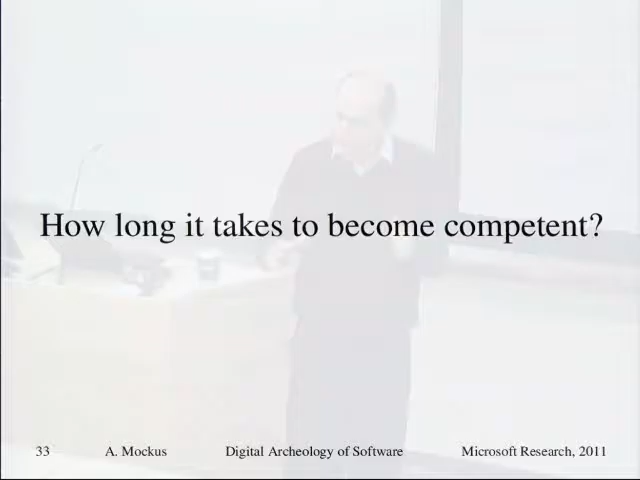 How long it takes to become competent?
33 A. Mockus Digital Archeology of Software Microsoft Research, 2011